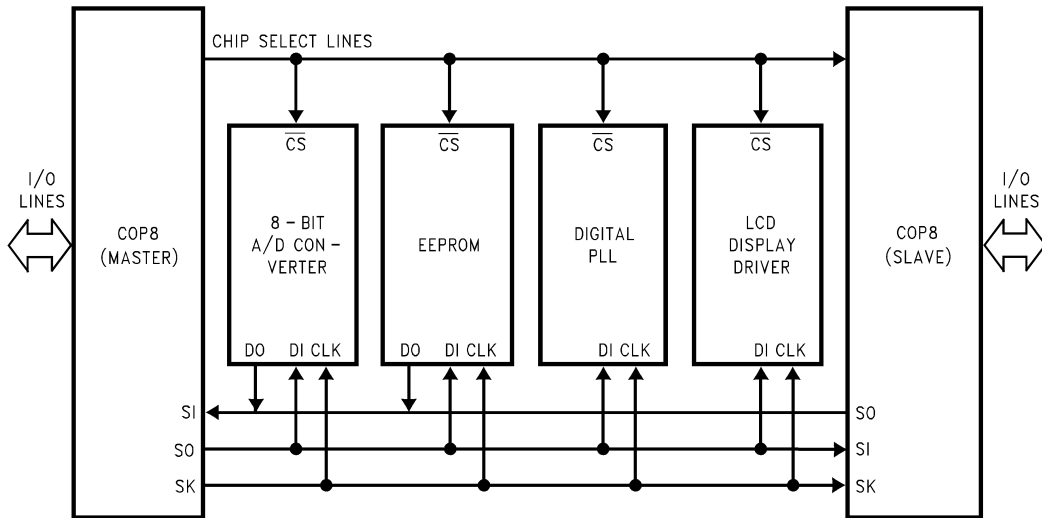 CHIP SELECT LINES
I/O
LINES
COP8
(MASTER)
CS
8 - BIT
A/D CON -
VERTER
DO DI CLK
CS
EEPROM
DO DI CLK
CS
DIGITAL
PLL
DI CLK
CS
LCD
DISPLAY
DRIVER
DI CLK
COP8
(SLAVE)
I/O
LINES
SI
SO
SK
SO
SI
SK